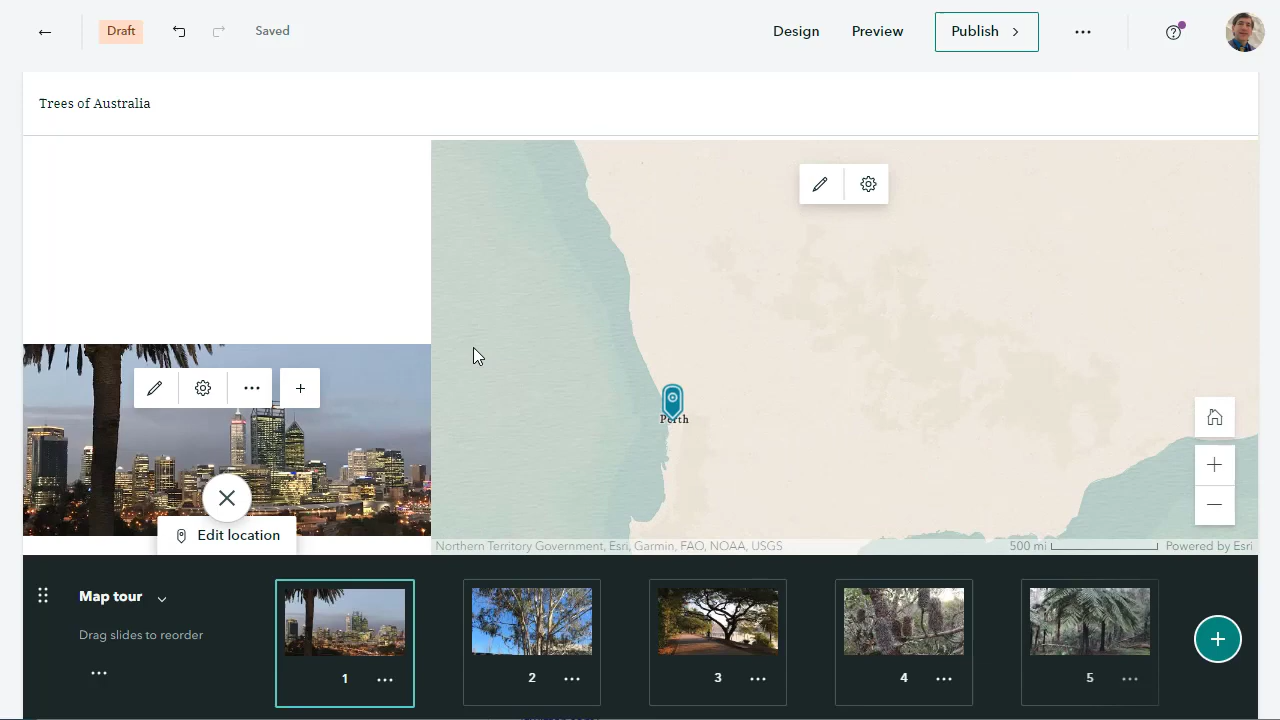 Draft
Saved
Design
Preview
Publish
Trees of Australia
Perth
Edit location
Northern Territory Government, Esri, Garmin, FAO, NOAA, USGS
500 mi
Powered by Esri
Map tour
Drag slides to reorder
1
2
3
4
5